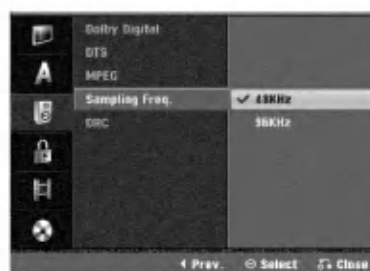 Dolby Digital
DTS
MPEG
Sampling Freq.
✓ 48KHz
DRC
96KHz
A
◀ Prev. ⊙ Select Close